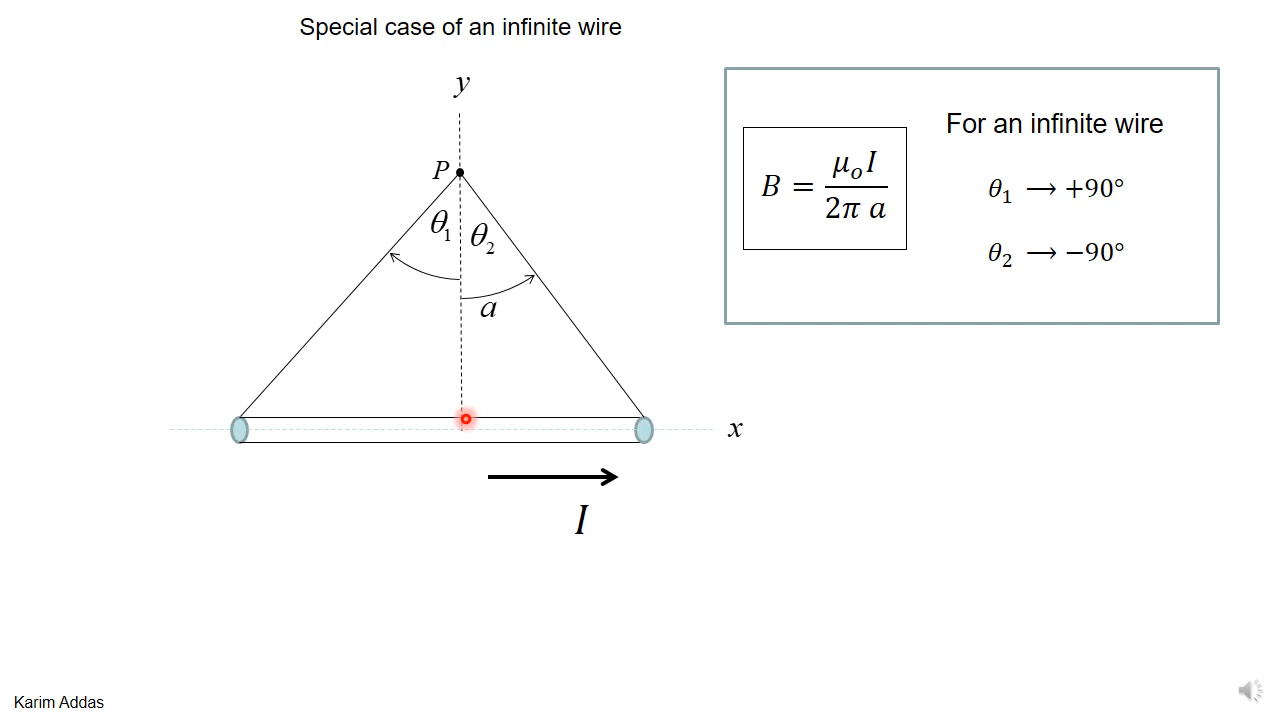 Special case of an infinite wire
y
P
θ₁
θ₂
a
x
I
B = μₒI / 2π a
For an infinite wire
θ₁ → +90°
θ₂ → −90°
Karim Addas